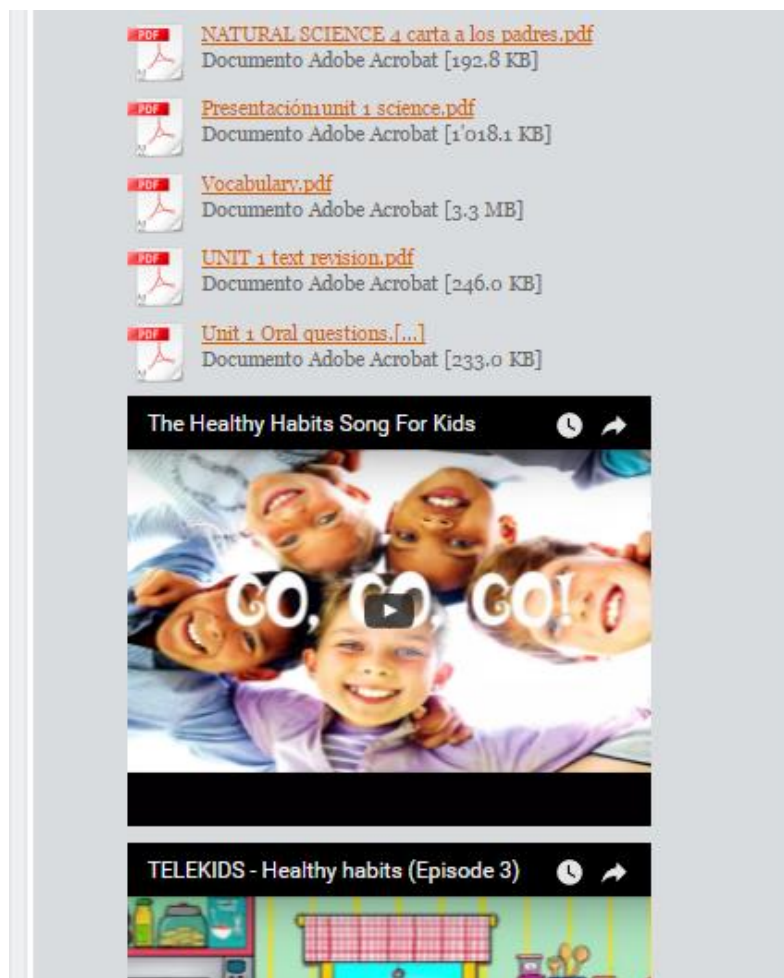 PDF
NATURAL SCIENCE 4 carta a los padres.pdf
Documento Adobe Acrobat [192.8 KB]
PDF
Presentación1unit 1 science.pdf
Documento Adobe Acrobat [1'018.1 KB]
PDF
Vocabulary.pdf
Documento Adobe Acrobat [3.3 MB]
PDF
UNIT 1 text revision.pdf
Documento Adobe Acrobat [246.0 KB]
PDF
Unit 1 Oral questions.[...]
Documento Adobe Acrobat [233.0 KB]
The Healthy Habits Song For Kids
GO, GO, GO!
TELEKIDS - Healthy habits (Episode 3)